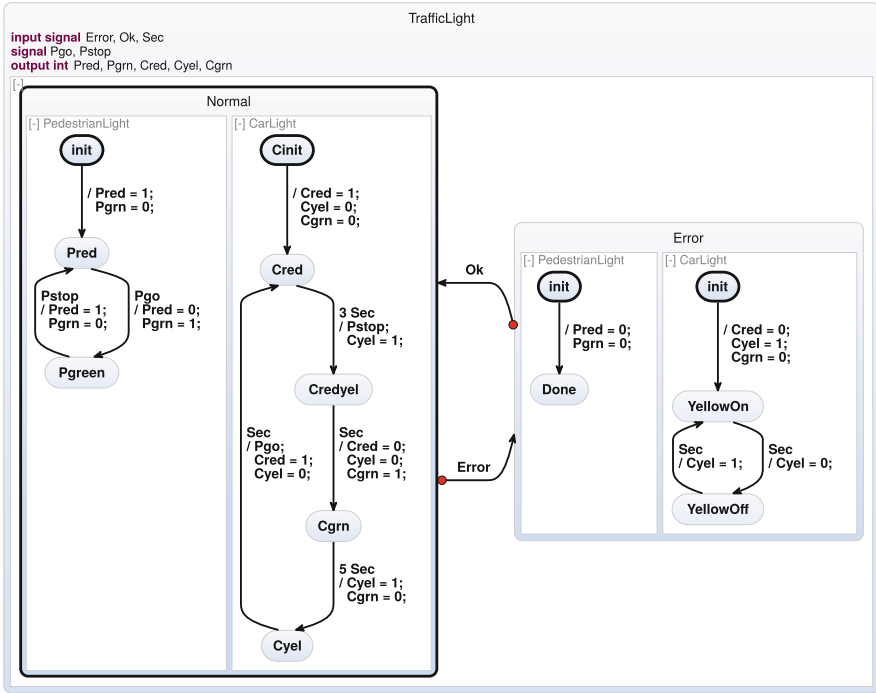 TrafficLight
input signal Error, Ok, Sec
signal Pgo, Pstop
output int Pred, Pgrn, Cred, Cyel, Cgrn
[-]
Normal
[-] PedestrianLight
init
/ Pred = 1;
Pgrn = 0;
Pred
Pstop
/ Pred = 1;
Pgrn = 0;
Pgo
/ Pred = 0;
Pgrn = 1;
Pgreen
[-] CarLight
Cinit
/ Cred = 1;
Cyel = 0;
Cgrn = 0;
Cred
3 Sec
/ Pstop;
Cyel = 1;
Credyel
Sec
/ Pgo;
Cred = 1;
Cyel = 0;
Sec
/ Cred = 0;
Cyel = 0;
Cgrn = 1;
Cgrn
5 Sec
/ Cyel = 1;
Cgrn = 0;
Cyel
Ok
Error
Error
[-] PedestrianLight
init
/ Pred = 0;
Pgrn = 0;
Done
[-] CarLight
init
/ Cred = 0;
Cyel = 1;
Cgrn = 0;
YellowOn
Sec
/ Cyel = 1;
Sec
/ Cyel = 0;
YellowOff